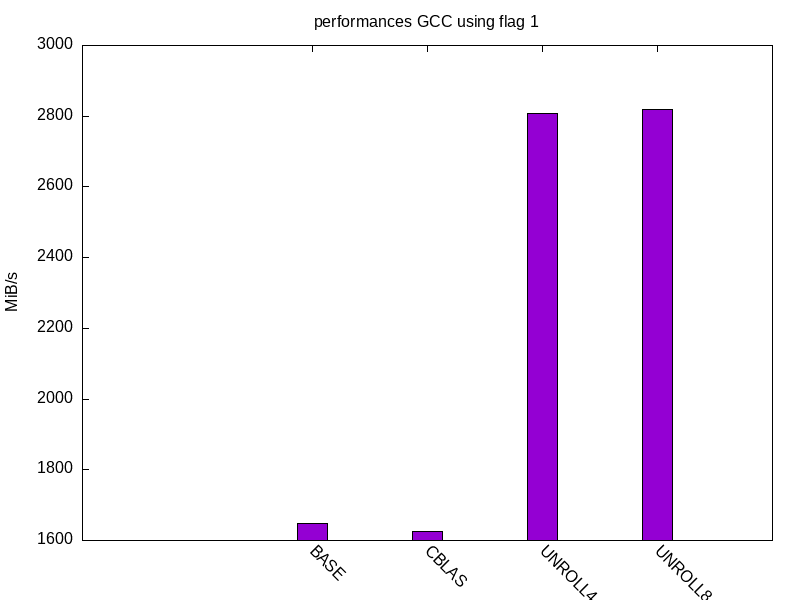 performances GCC using flag 1
3000
2800
2600
2400
2200
2000
1800
1600
MiB/s
BASE
CBLAS
UNROLL4
UNROLL8